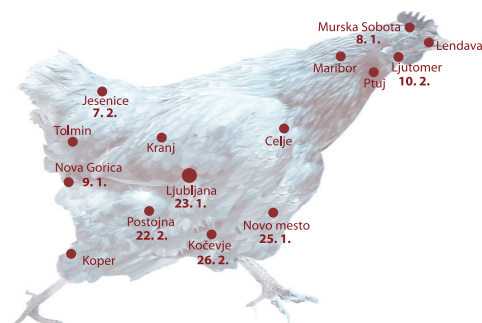 Murska Sobota
8. 1.
Lendava
Maribor
Ljutomer
10. 2.
Ptuj
Jesenice
7. 2.
Tolmin
Kranj
Celje
Nova Gorica
9. 1.
Ljubljana
23. 1.
Postojna
22. 2.
Novo mesto
25. 1.
Kočevje
26. 2.
Koper